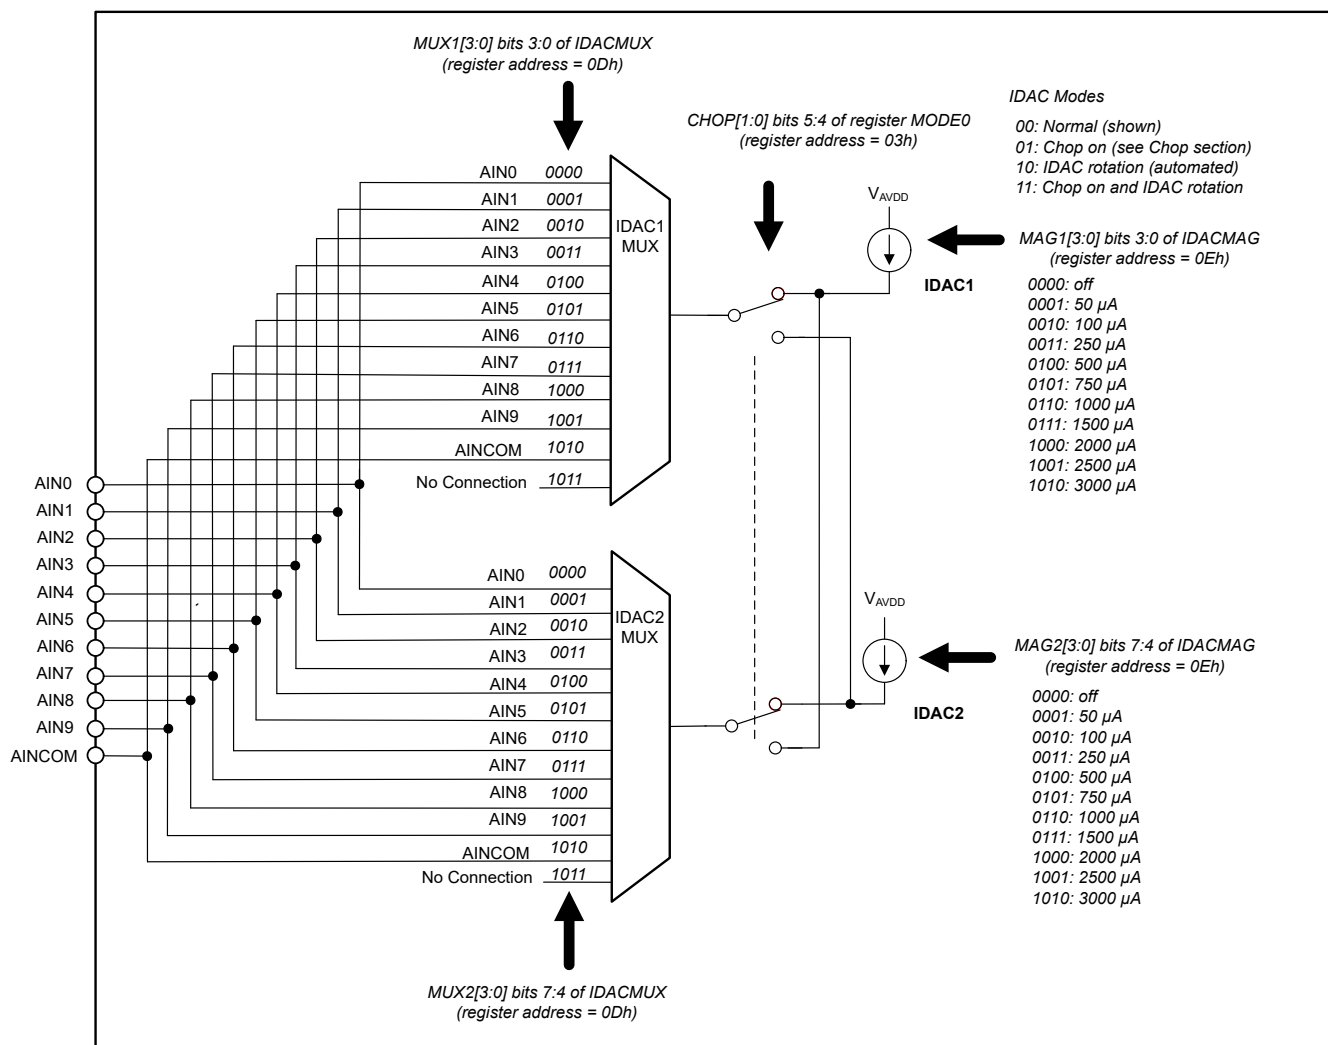 MUX1[3:0] bits 3:0 of IDACMUX
(register address = 0Dh)
CHOP[1:0] bits 5:4 of register MODE0
(register address = 03h)
IDAC Modes
00: Normal (shown)
01: Chop on (see Chop section)
10: IDAC rotation (automated)
11: Chop on and IDAC rotation
AIN0 0000
AIN1 0001
AIN2 0010
AIN3 0011
AIN4 0100
AIN5 0101
AIN6 0110
AIN7 0111
AIN8 1000
AIN9 1001
AINCOM 1010
No Connection 1011
IDAC1
MUX
VAVDD
IDAC1
MAG1[3:0] bits 3:0 of IDACMAG
(register address = 0Eh)
0000: off
0001: 50 µA
0010: 100 µA
0011: 250 µA
0100: 500 µA
0101: 750 µA
0110: 1000 µA
0111: 1500 µA
1000: 2000 µA
1001: 2500 µA
1010: 3000 µA
AIN0
AIN1
AIN2
AIN3
AIN4
AIN5
AIN6
AIN7
AIN8
AIN9
AINCOM
AIN0 0000
AIN1 0001
AIN2 0010
AIN3 0011
AIN4 0100
AIN5 0101
AIN6 0110
AIN7 0111
AIN8 1000
AIN9 1001
AINCOM 1010
No Connection 1011
IDAC2
MUX
VAVDD
IDAC2
MAG2[3:0] bits 7:4 of IDACMAG
(register address = 0Eh)
0000: off
0001: 50 µA
0010: 100 µA
0011: 250 µA
0100: 500 µA
0101: 750 µA
0110: 1000 µA
0111: 1500 µA
1000: 2000 µA
1001: 2500 µA
1010: 3000 µA
MUX2[3:0] bits 7:4 of IDACMUX
(register address = 0Dh)